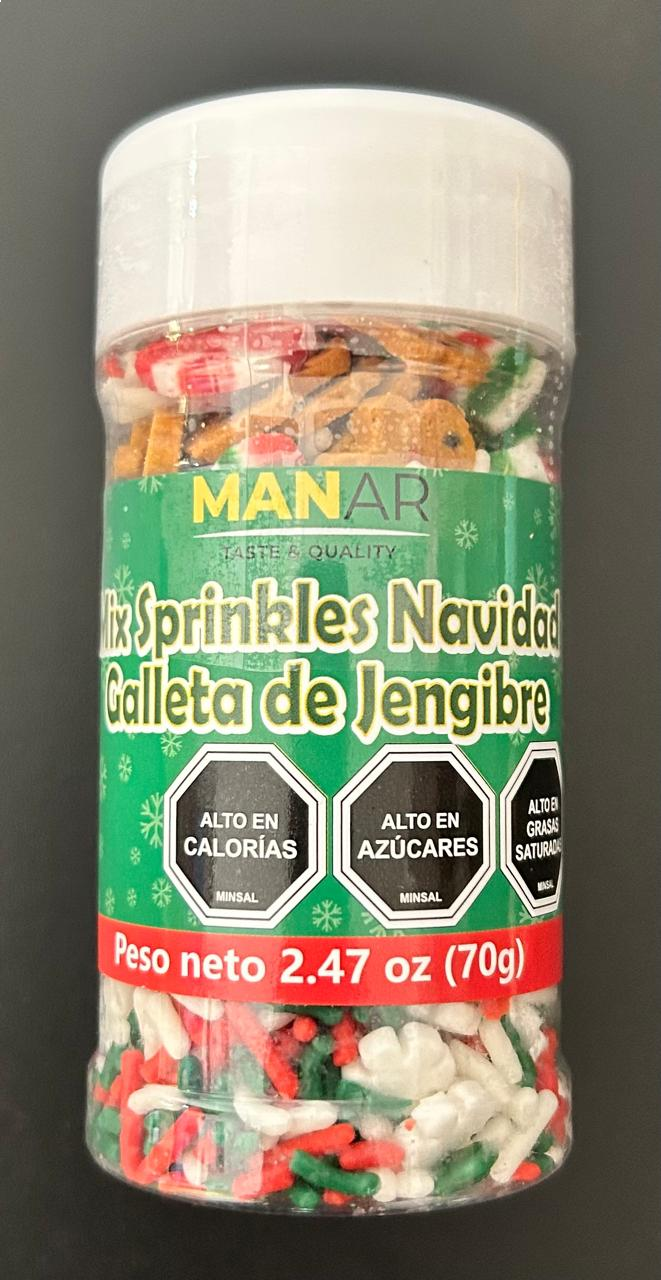 MANAR
TASTE & QUALITY
Mix Sprinkles Navidad
Galleta de Jengibre
ALTO EN
CALORÍAS
MINSAL
ALTO EN
AZÚCARES
MINSAL
ALTO EN
GRASAS
SATURADAS
MINSAL
Peso neto 2.47 oz (70g)